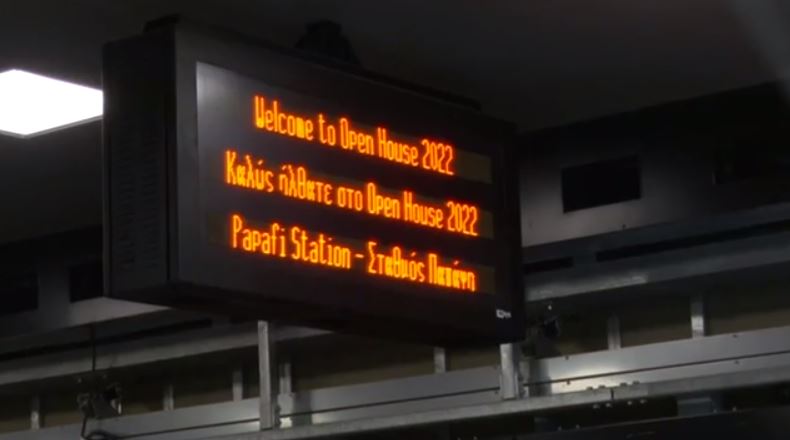 Welcome to Open House 2022
Καλώς ήλθατε στο Open House 2022
Papafi Station - Σταθμός Παπάφη